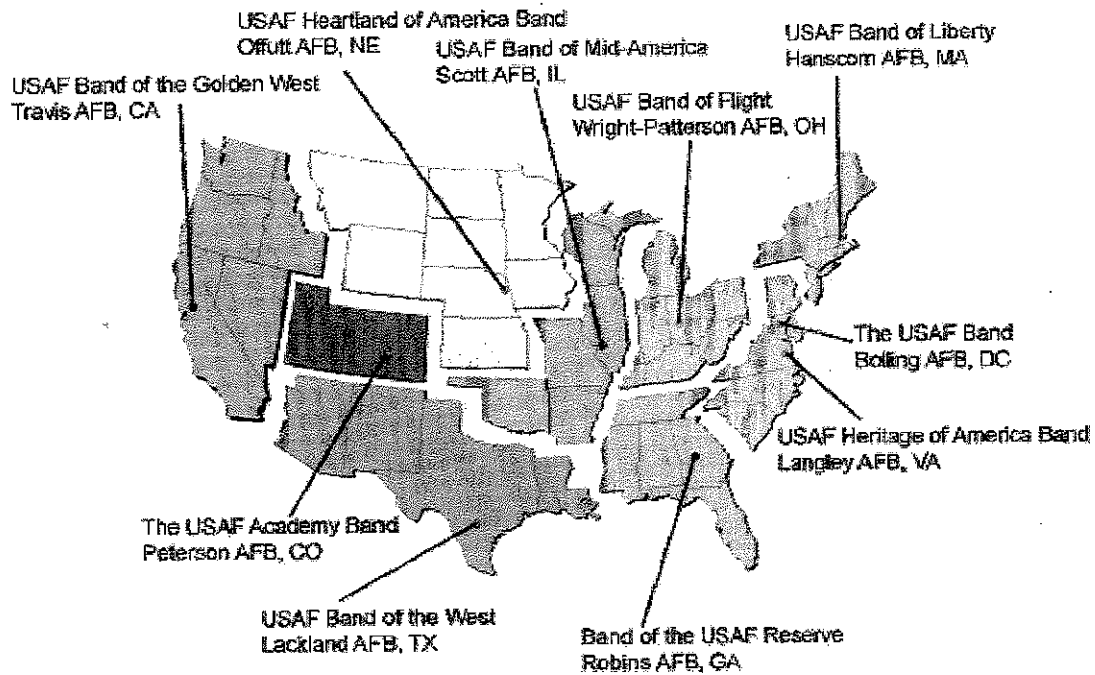 USAF Heartland of America Band
Offutt AFB, NE
USAF Band of Mid-America
Scott AFB, IL
USAF Band of Liberty
Hanscom AFB, MA
USAF Band of the Golden West
Travis AFB, CA
USAF Band of Flight
Wright-Patterson AFB, OH
The USAF Band
Bolling AFB, DC
USAF Heritage of America Band
Langley AFB, VA
The USAF Academy Band
Peterson AFB, CO
USAF Band of the West
Lackland AFB, TX
Band of the USAF Reserve
Robins AFB, GA